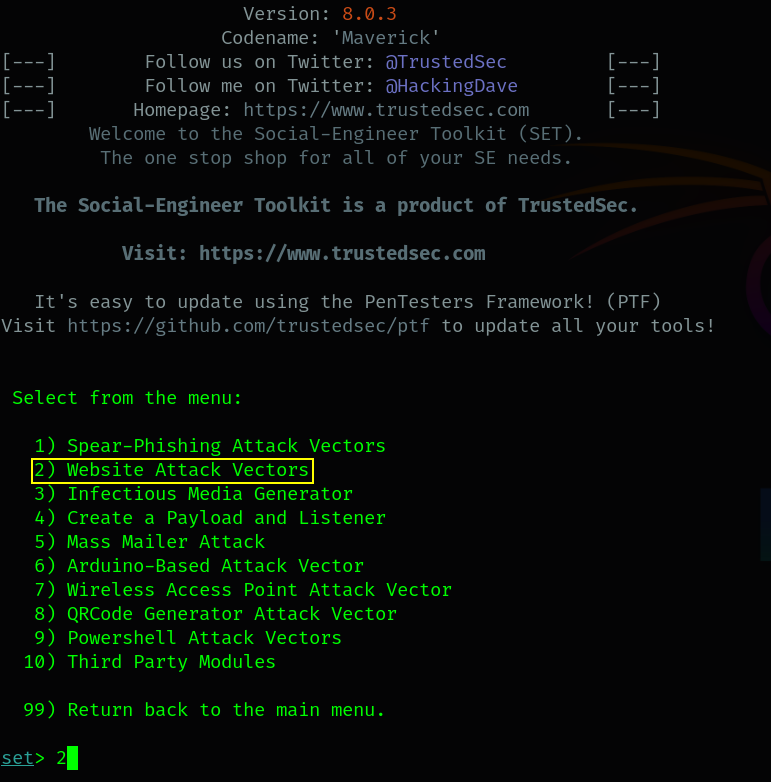 Version: 8.0.3
Codename: 'Maverick'
[---] Follow us on Twitter: @TrustedSec [---]
[---] Follow me on Twitter: @HackingDave [---]
[---] Homepage: https://www.trustedsec.com [---]
Welcome to the Social-Engineer Toolkit (SET).
The one stop shop for all of your SE needs.
The Social-Engineer Toolkit is a product of TrustedSec.
Visit: https://www.trustedsec.com
It's easy to update using the PenTesters Framework! (PTF)
Visit https://github.com/trustedsec/ptf to update all your tools!
Select from the menu:
1) Spear-Phishing Attack Vectors
2) Website Attack Vectors
3) Infectious Media Generator
4) Create a Payload and Listener
5) Mass Mailer Attack
6) Arduino-Based Attack Vector
7) Wireless Access Point Attack Vector
8) QRCode Generator Attack Vector
9) Powershell Attack Vectors
10) Third Party Modules
99) Return back to the main menu.
set> 2